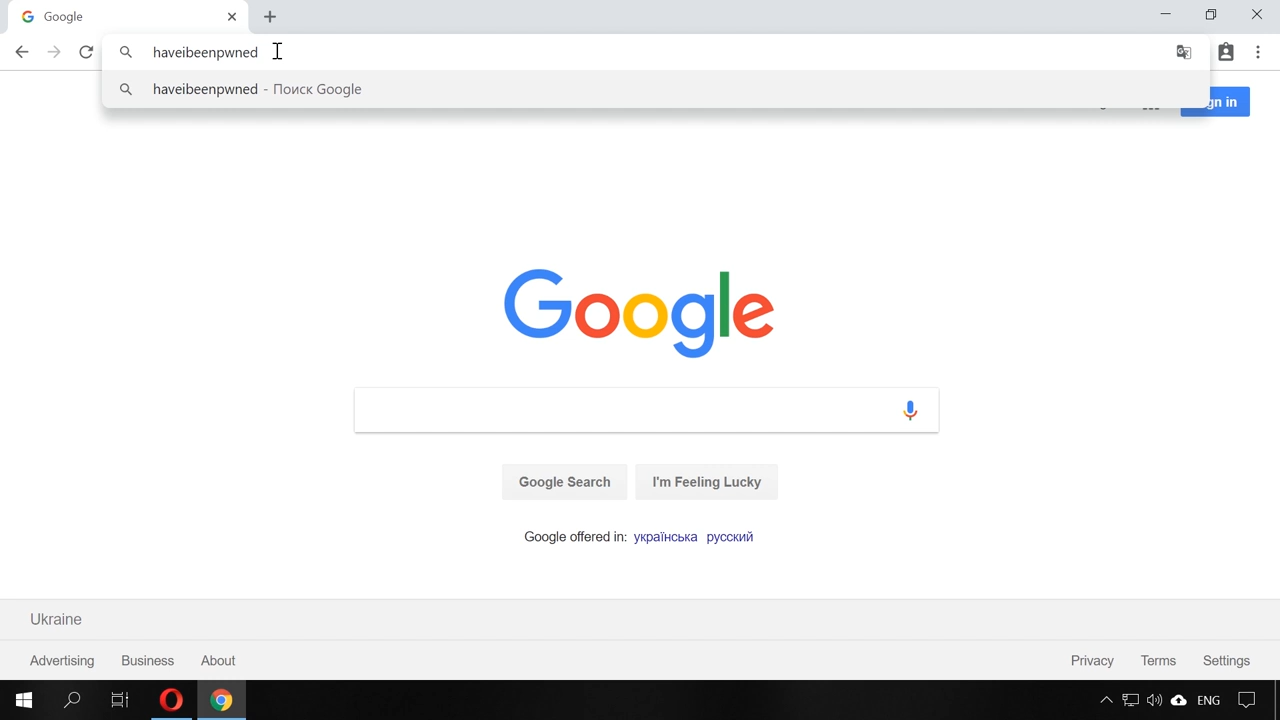 Google
haveibeenpwned
haveibeenpwned - Поиск Google
gn in
Google
Google Search
I'm Feeling Lucky
Google offered in: українська русский
Ukraine
Advertising
Business
About
Privacy
Terms
Settings
ENG